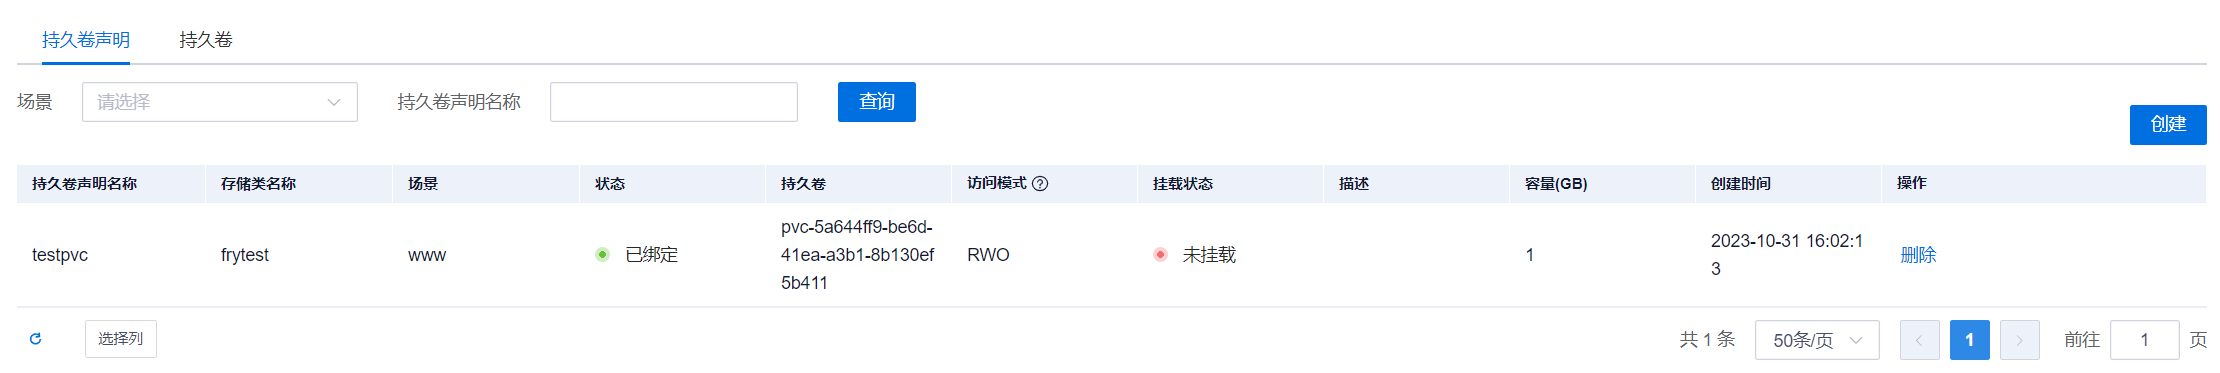 持久卷声明 持久卷
场景 请选择 持久卷声明名称 查询
创建
持久卷声明名称 存储类名称 场景 状态 持久卷 访问模式 挂载状态 描述 容量(GB) 创建时间 操作
testpvc frytest www 已绑定 pvc-5a644ff9-be6d-
41ea-a3b1-8b130ef
5b411 RWO 未挂载 1 2023-10-31 16:02:1
3 删除
选择列 共 1 条 50条/页 1 前往 1 页